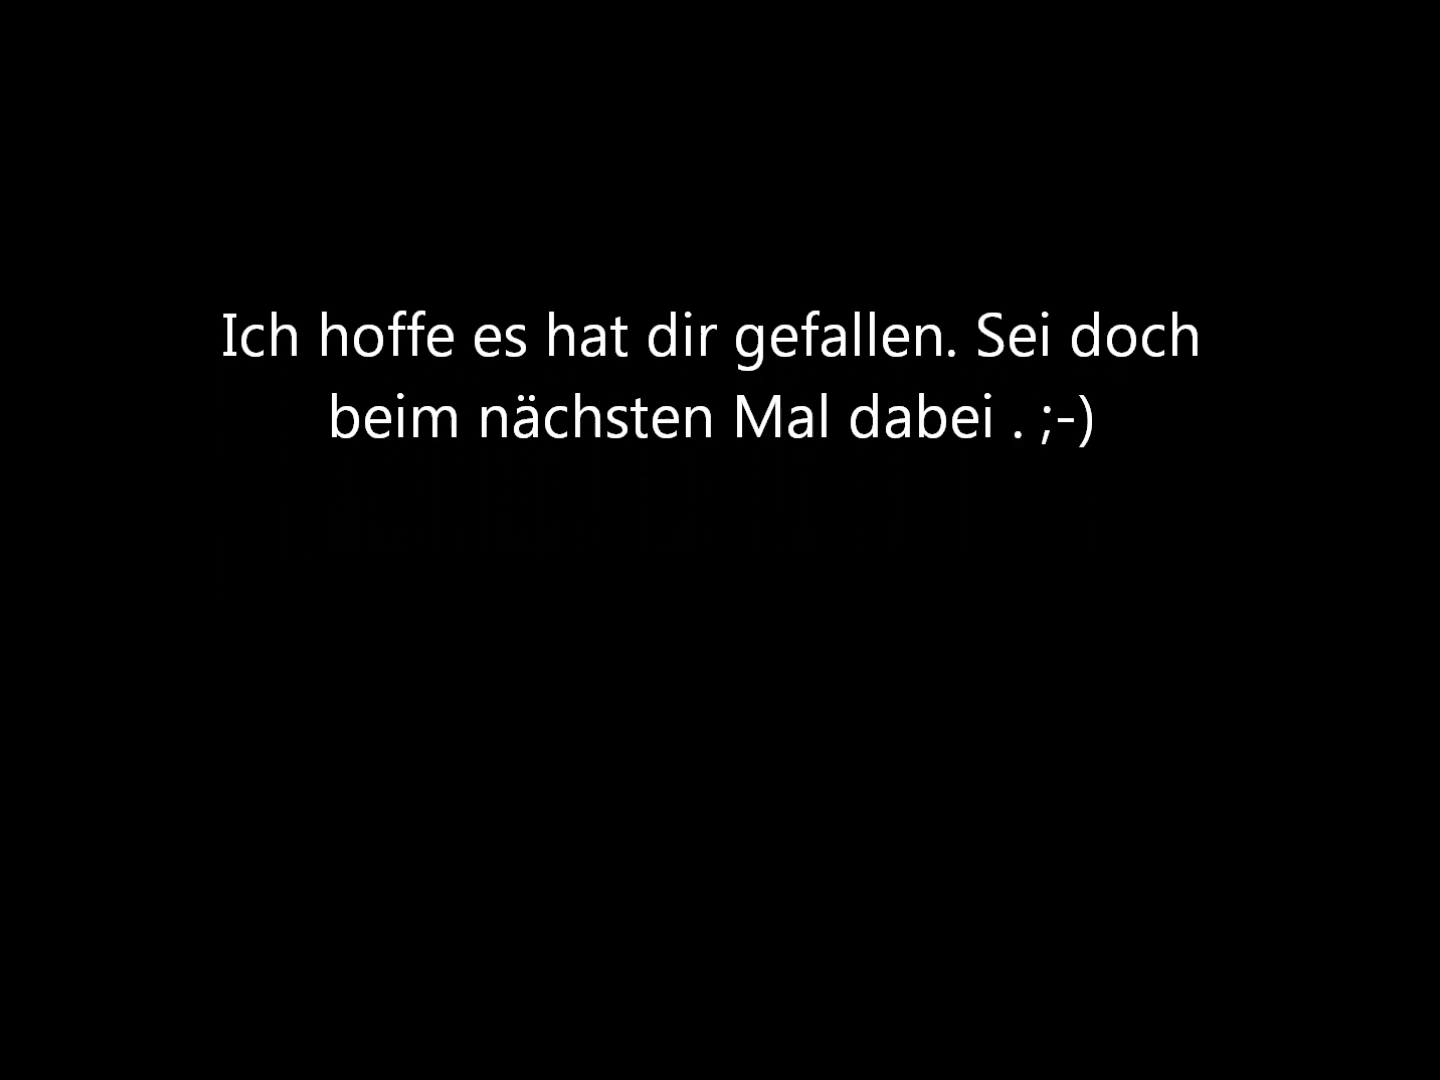 Ich hoffe es hat dir gefallen. Sei doch
beim nächsten Mal dabei . ;-)